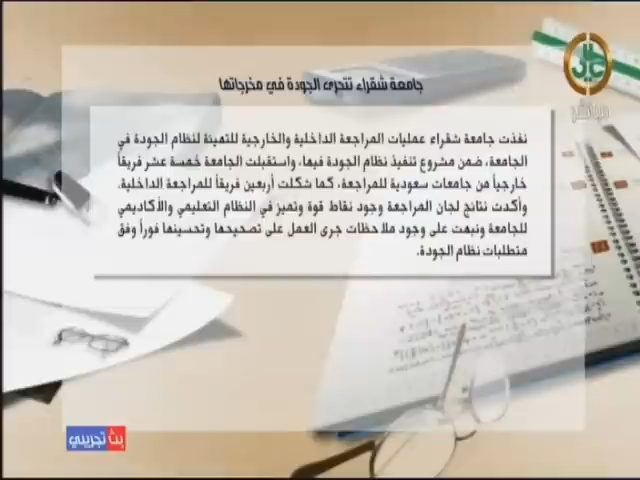 جامعة شقراء تتحرى الجودة في مخرجاتها
نفذت جامعة شقراء عمليات المراجعة الداخلية والخارجية للتهيئة لنظام الجودة في
الجامعة، ضمن مشروع تنفيذ نظام الجودة فيها، واستقبلت الجامعة خمسة عشر فريقاً
خارجياً من جامعات سعودية للمراجعة، كما شكلت أربعين فريقاً للمراجعة الداخلية.
وأكدت نتائج لجان المراجعة وجود نقاط قوة وتميز في النظام التعليمي والأكاديمي
للجامعة ونبهت على وجود ملاحظات جرى العمل على تصحيحها وتحسينها فوراً وفق
متطلبات نظام الجودة.
مباشر
بث تجريبي